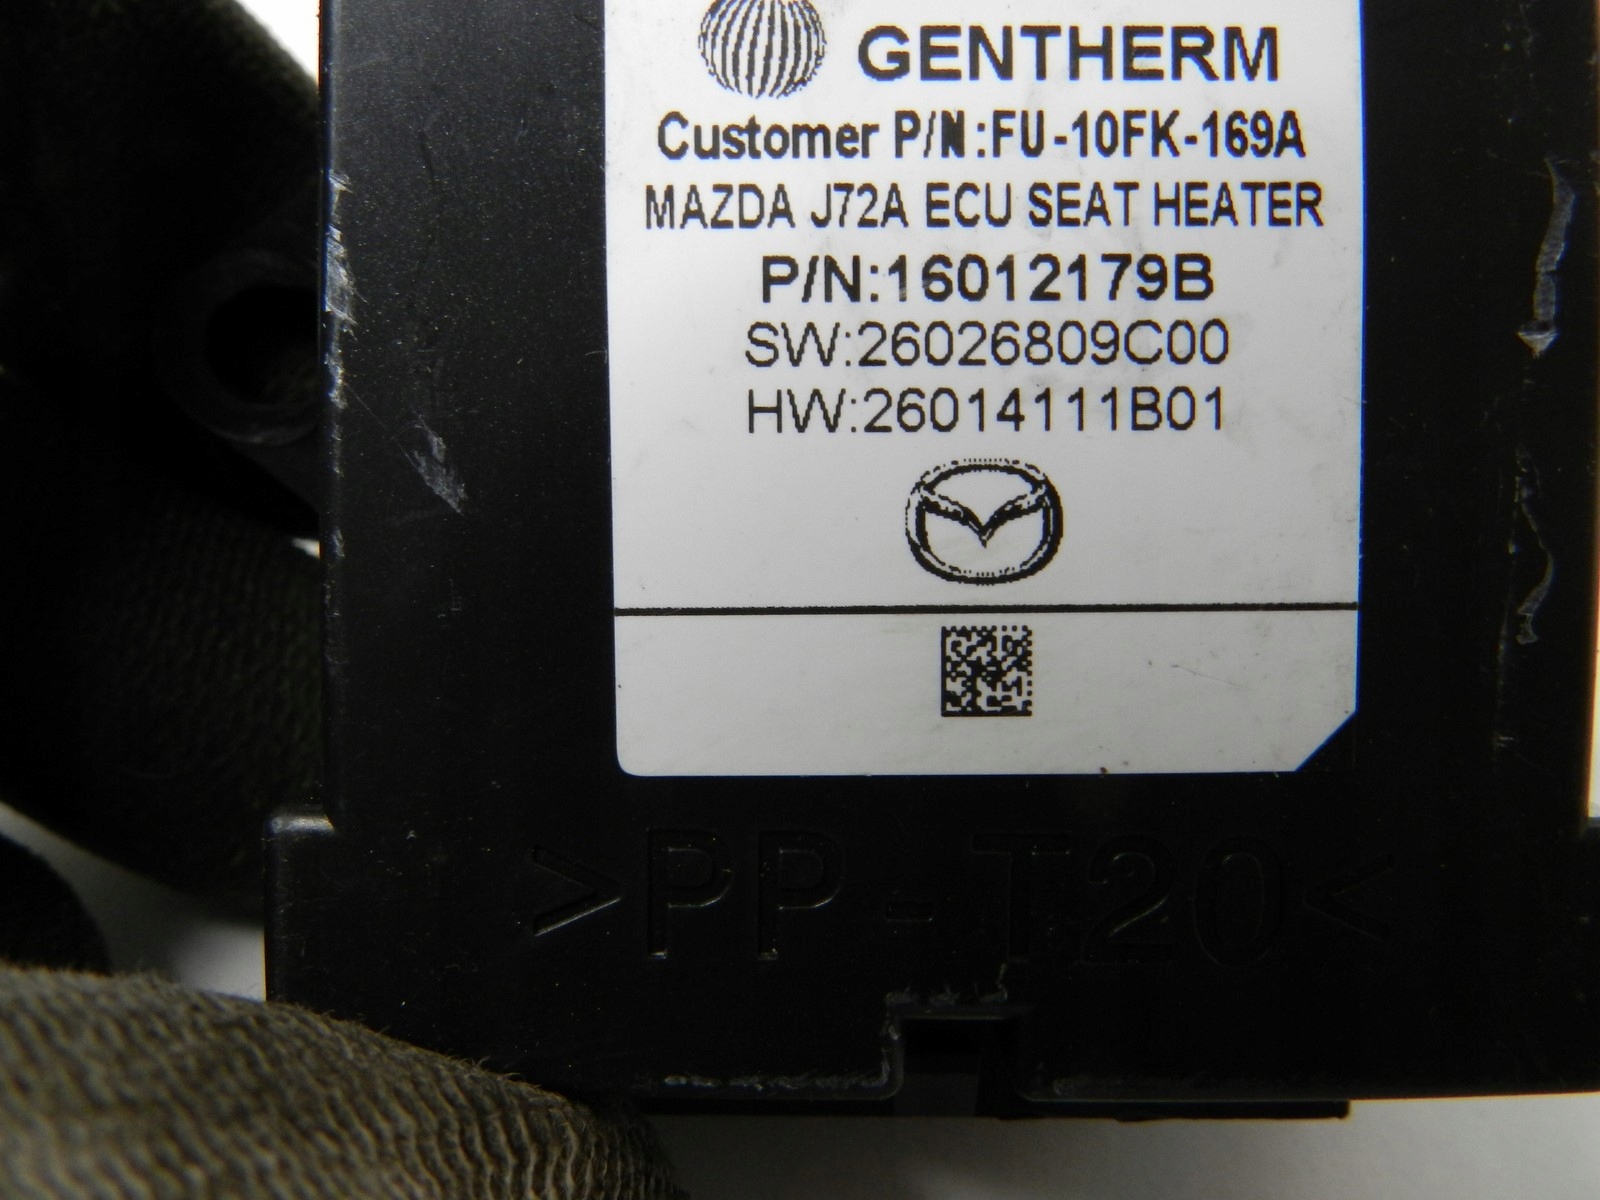 GENTHERM
Customer P/N:FU-10FK-169A
MAZDA J72A ECU SEAT HEATER
P/N:16012179B
SW:26026809C00
HW:26014111B01
>PP-T20<